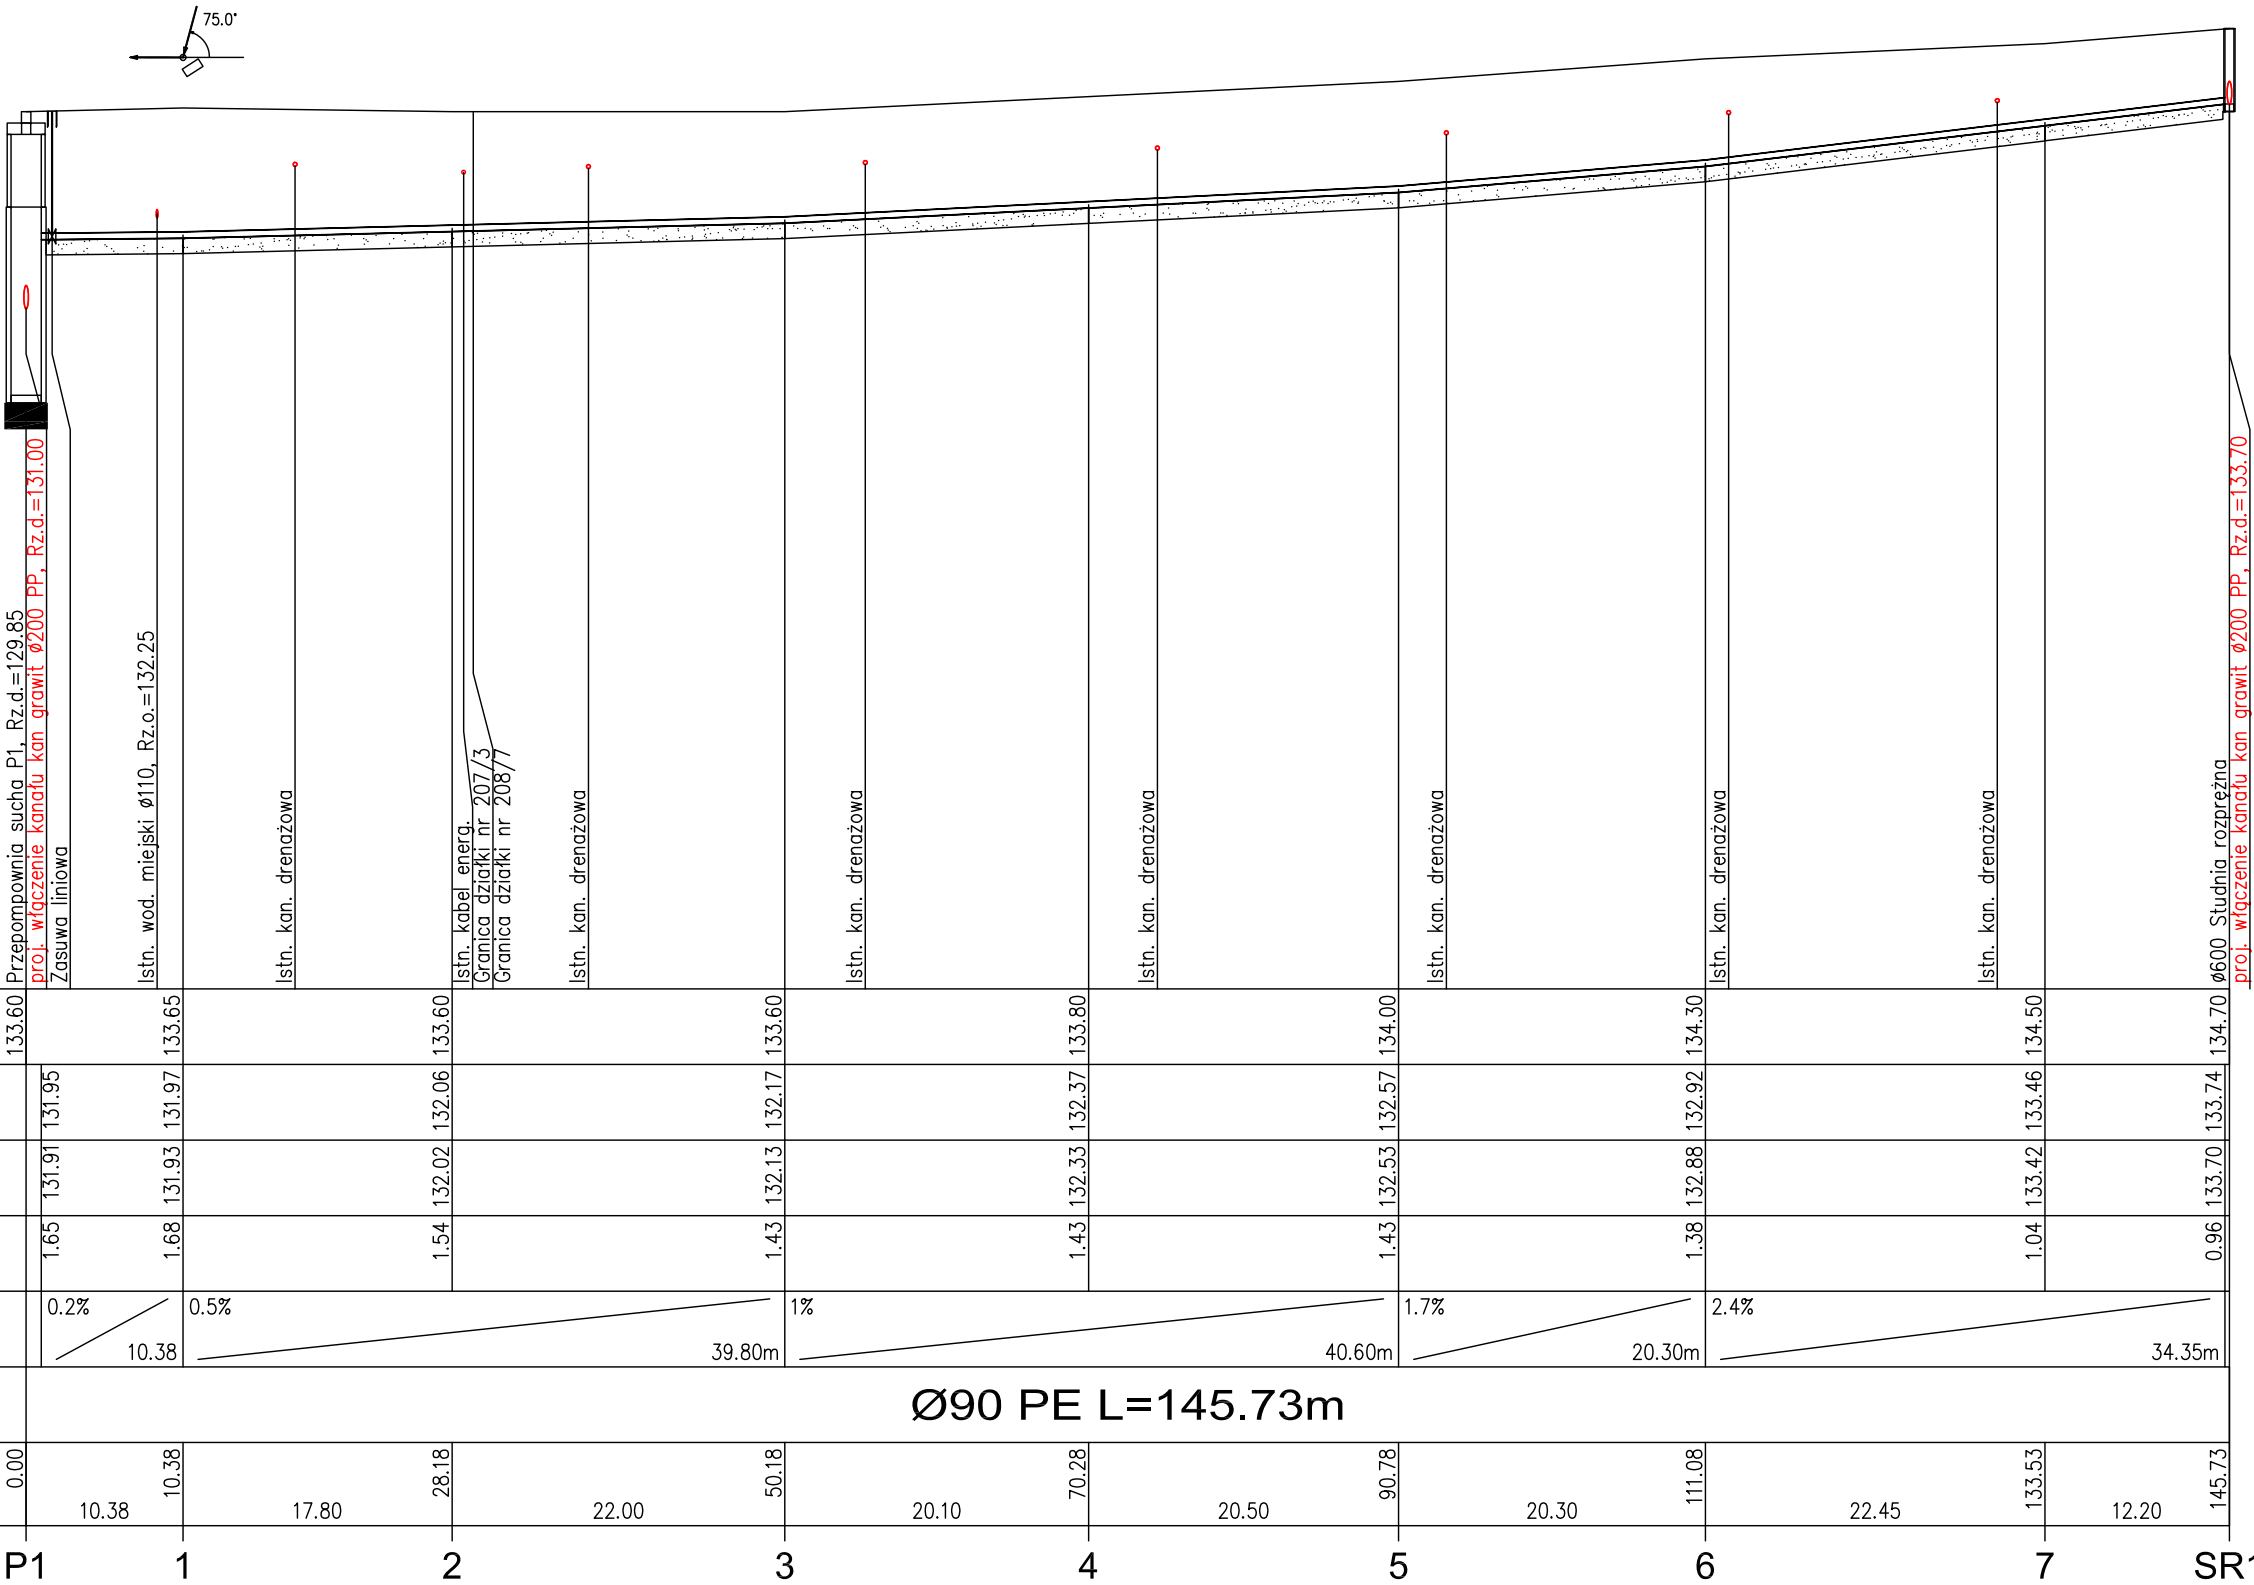 75.0°
Przepompownia sucha P1, Rz.d.=129.85
proj. włączenie kanału kan grawit ø200 PP, Rz.d.=131.00
Zasuwa liniowa
Istn. wod. miejski ø110, Rz.o.=132.25
Istn. kan. drenażowa
Istn. kabel energ.
Granica działki nr 207/3
Granica działki nr 208/7
Istn. kan. drenażowa
Istn. kan. drenażowa
Istn. kan. drenażowa
Istn. kan. drenażowa
Istn. kan. drenażowa
Istn. kan. drenażowa
ø600 Studnia rozprężna
proj. włączenie kanału kan grawit ø200 PP, Rz.d.=133.70
133.60 133.65 133.60 133.60 133.80 134.00 134.30 134.50 134.70
131.95 131.97 132.06 132.17 132.37 132.57 132.92 133.46 133.74
131.91 131.93 132.02 132.13 132.33 132.53 132.88 133.42 133.70
1.65 1.68 1.54 1.43 1.43 1.43 1.38 1.04 0.96
0.2% 0.5% 1% 1.7% 2.4%
10.38 39.80m 40.60m 20.30m 34.35m
Ø90 PE L=145.73m
0.00 10.38 28.18 50.18 70.28 90.78 111.08 133.53 145.73
10.38 17.80 22.00 20.10 20.50 20.30 22.45 12.20
P1 1 2 3 4 5 6 7 SR1